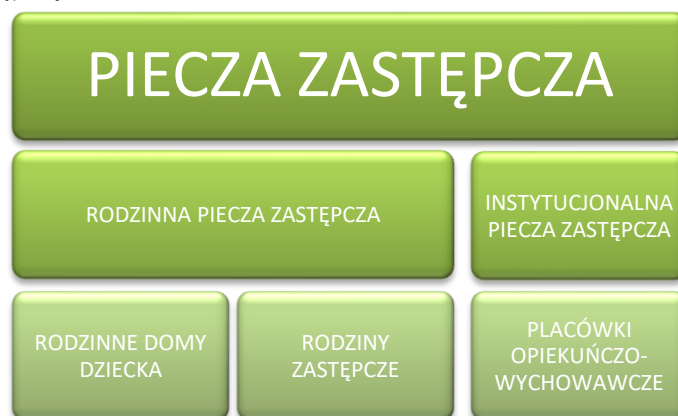 PIECZA ZASTĘPCZA
RODZINNA PIECZA ZASTĘPCZA
INSTYTUCJONALNA
PIECZA ZASTĘPCZA
RODZINNE DOMY
DZIECKA
RODZINY
ZASTĘPCZE
PLACÓWKI
OPIEKUŃCZO-
WYCHOWAWCZE